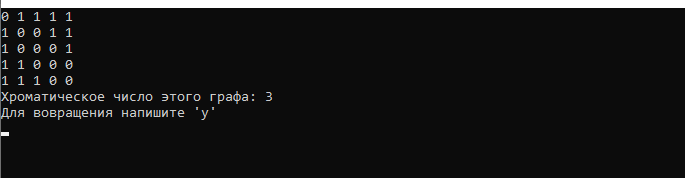 0 1 1 1 1
1 0 0 1 1
1 0 0 0 1
1 1 0 0 0
1 1 1 0 0
Хроматическое число этого графа: 3
Для вовращения напишите 'y'